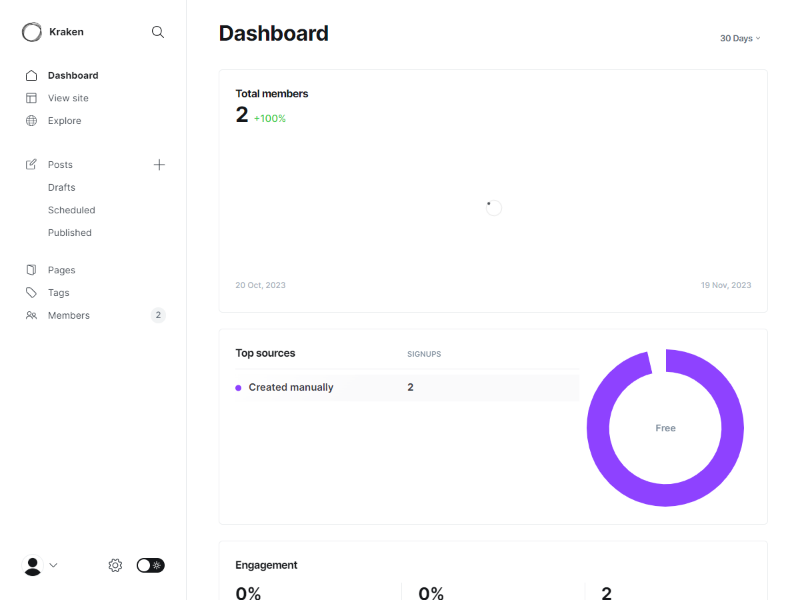 Kraken
Dashboard
View site
Explore
Posts
Drafts
Scheduled
Published
Pages
Tags
Members 2
Dashboard
30 Days
Total members
2 +100%
20 Oct, 2023 19 Nov, 2023
Top sources SIGNUPS
Created manually 2
Free
Engagement
0% 0% 2